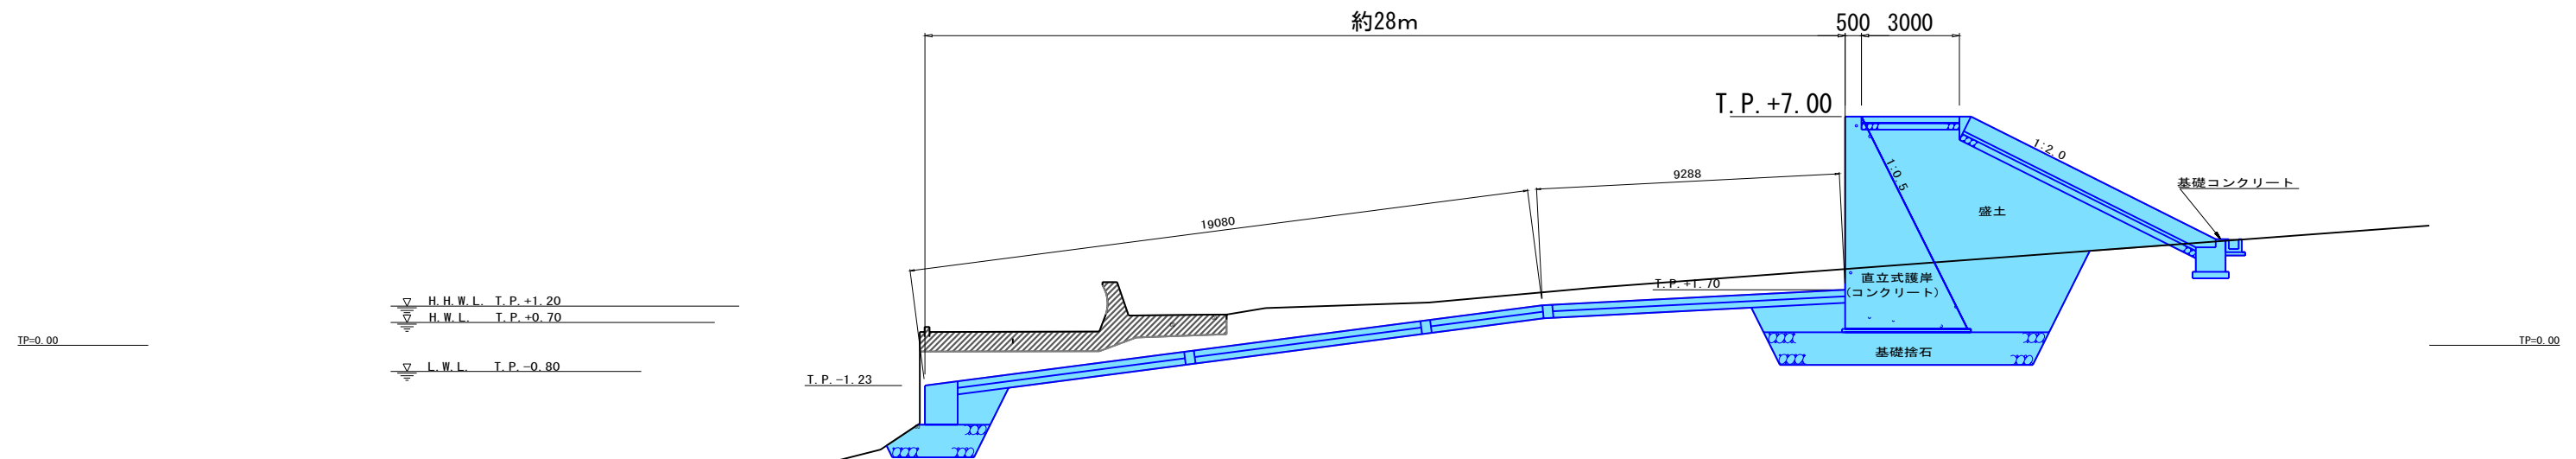 約28m
500 3000
T.P.+7.00
1:2.0
1:0.5
9288
19080
基礎コンクリート
盛土
直立式護岸
(コンクリート)
T.P.+1.70
H.H.W.L. T.P.+1.20
H.W.L. T.P.+0.70
TP=0.00
TP=0.00
基礎捨石
L.W.L. T.P.-0.80
T.P.-1.23